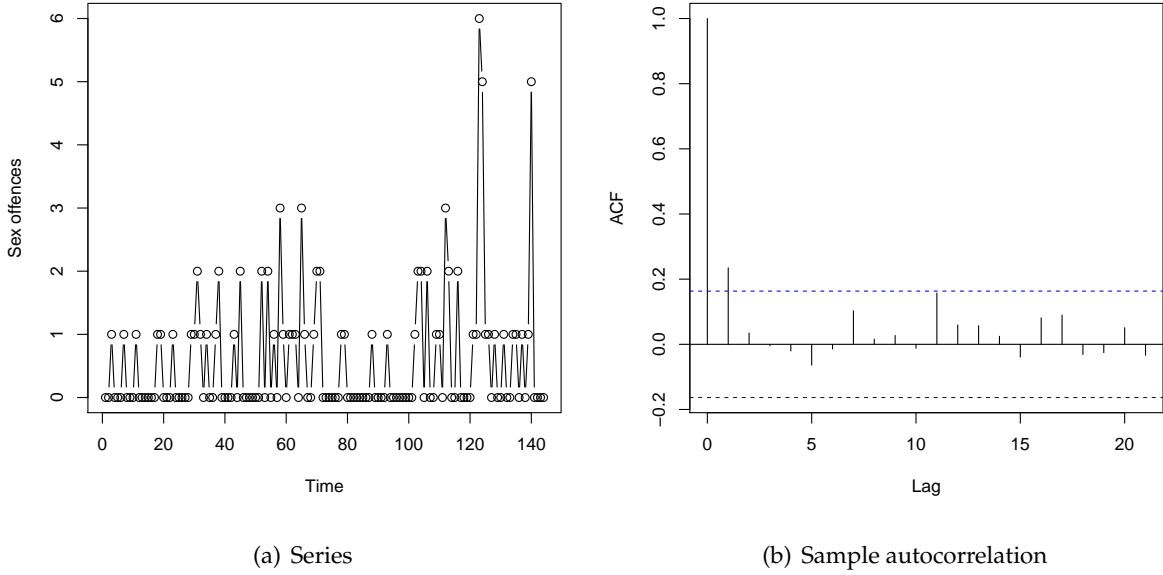 0 1 2 3 4 5 6
Sex offences
0 20 40 60 80 100 120 140
Time
(a) Series
−0.2 0.0 0.2 0.4 0.6 0.8 1.0
ACF
0 5 10 15 20
Lag
(b) Sample autocorrelation